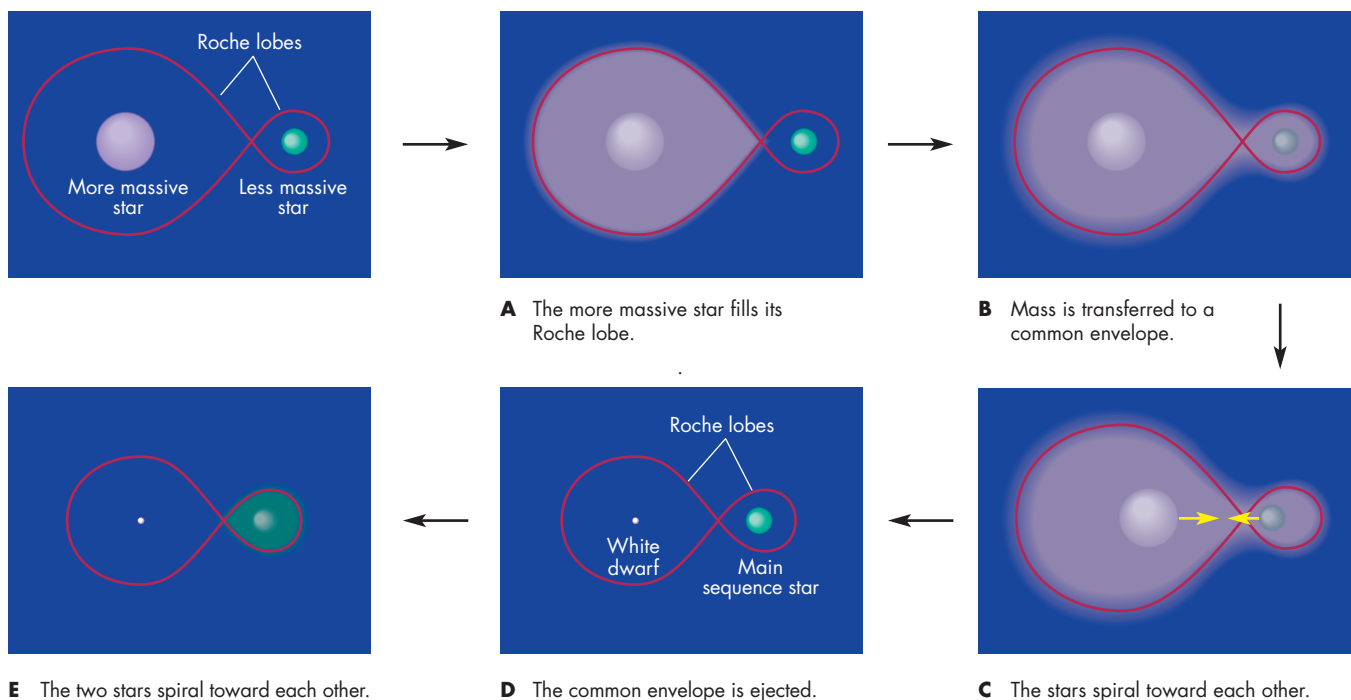 Roche lobes
More massive
star
Less massive
star
A The more massive star fills its
Roche lobe.
B Mass is transferred to a
common envelope.
C The stars spiral toward each other.
Roche lobes
White
dwarf
Main
sequence star
D The common envelope is ejected.
E The two stars spiral toward each other.